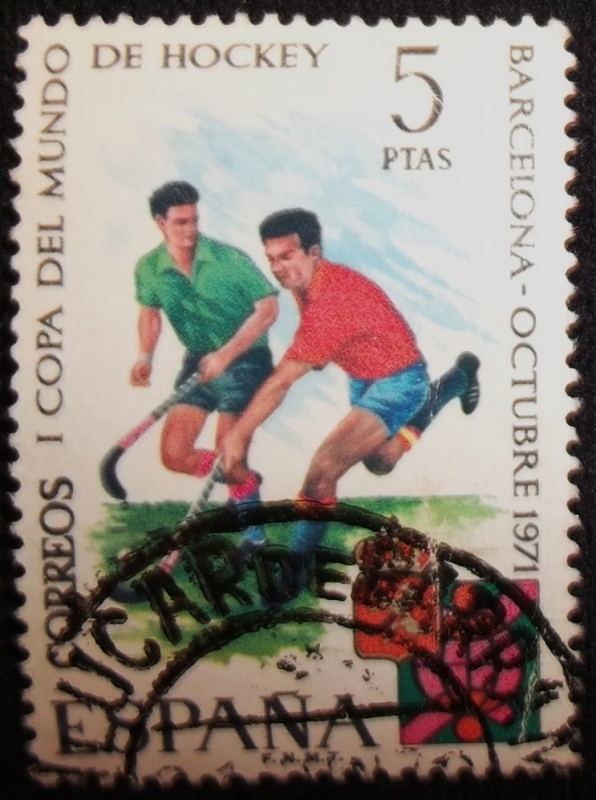 CORREOS I COPA DEL MUNDO
DE HOCKEY
5
PTAS
BARCELONA - OCTUBRE 1971
ESPAÑA
F.N.M.T.